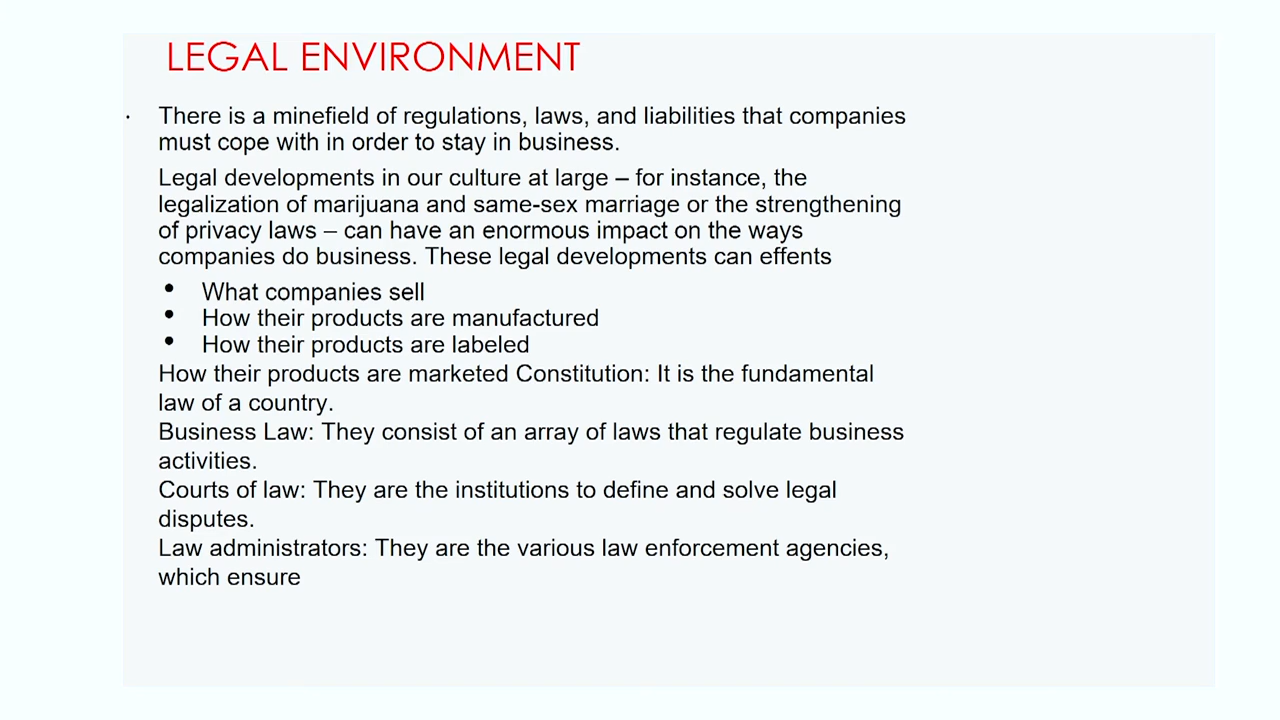 LEGAL ENVIRONMENT
· There is a minefield of regulations, laws, and liabilities that companies
must cope with in order to stay in business.
Legal developments in our culture at large – for instance, the
legalization of marijuana and same-sex marriage or the strengthening
of privacy laws – can have an enormous impact on the ways
companies do business. These legal developments can effents
• What companies sell
• How their products are manufactured
• How their products are labeled
How their products are marketed Constitution: It is the fundamental
law of a country.
Business Law: They consist of an array of laws that regulate business
activities.
Courts of law: They are the institutions to define and solve legal
disputes.
Law administrators: They are the various law enforcement agencies,
which ensure